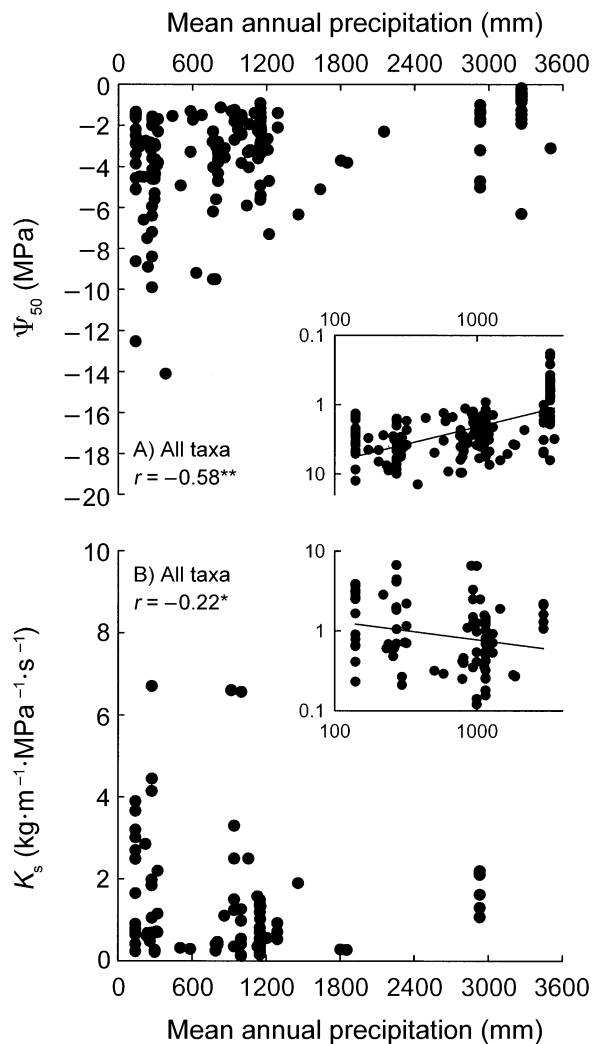 Mean annual precipitation (mm)
0 600 1200 1800 2400 3000 3600
0
−2
−4
−6
−8
−10
−12
−14
−16
−18
−20
Ψ50 (MPa)
100 1000
0.1
1
10
A) All taxa
r = −0.58**
10
8
6
4
2
0
Ks (kg·m−1·MPa−1·s−1)
B) All taxa
r = −0.22*
10
1
0.1
100 1000
0 600 1200 1800 2400 3000 3600
Mean annual precipitation (mm)